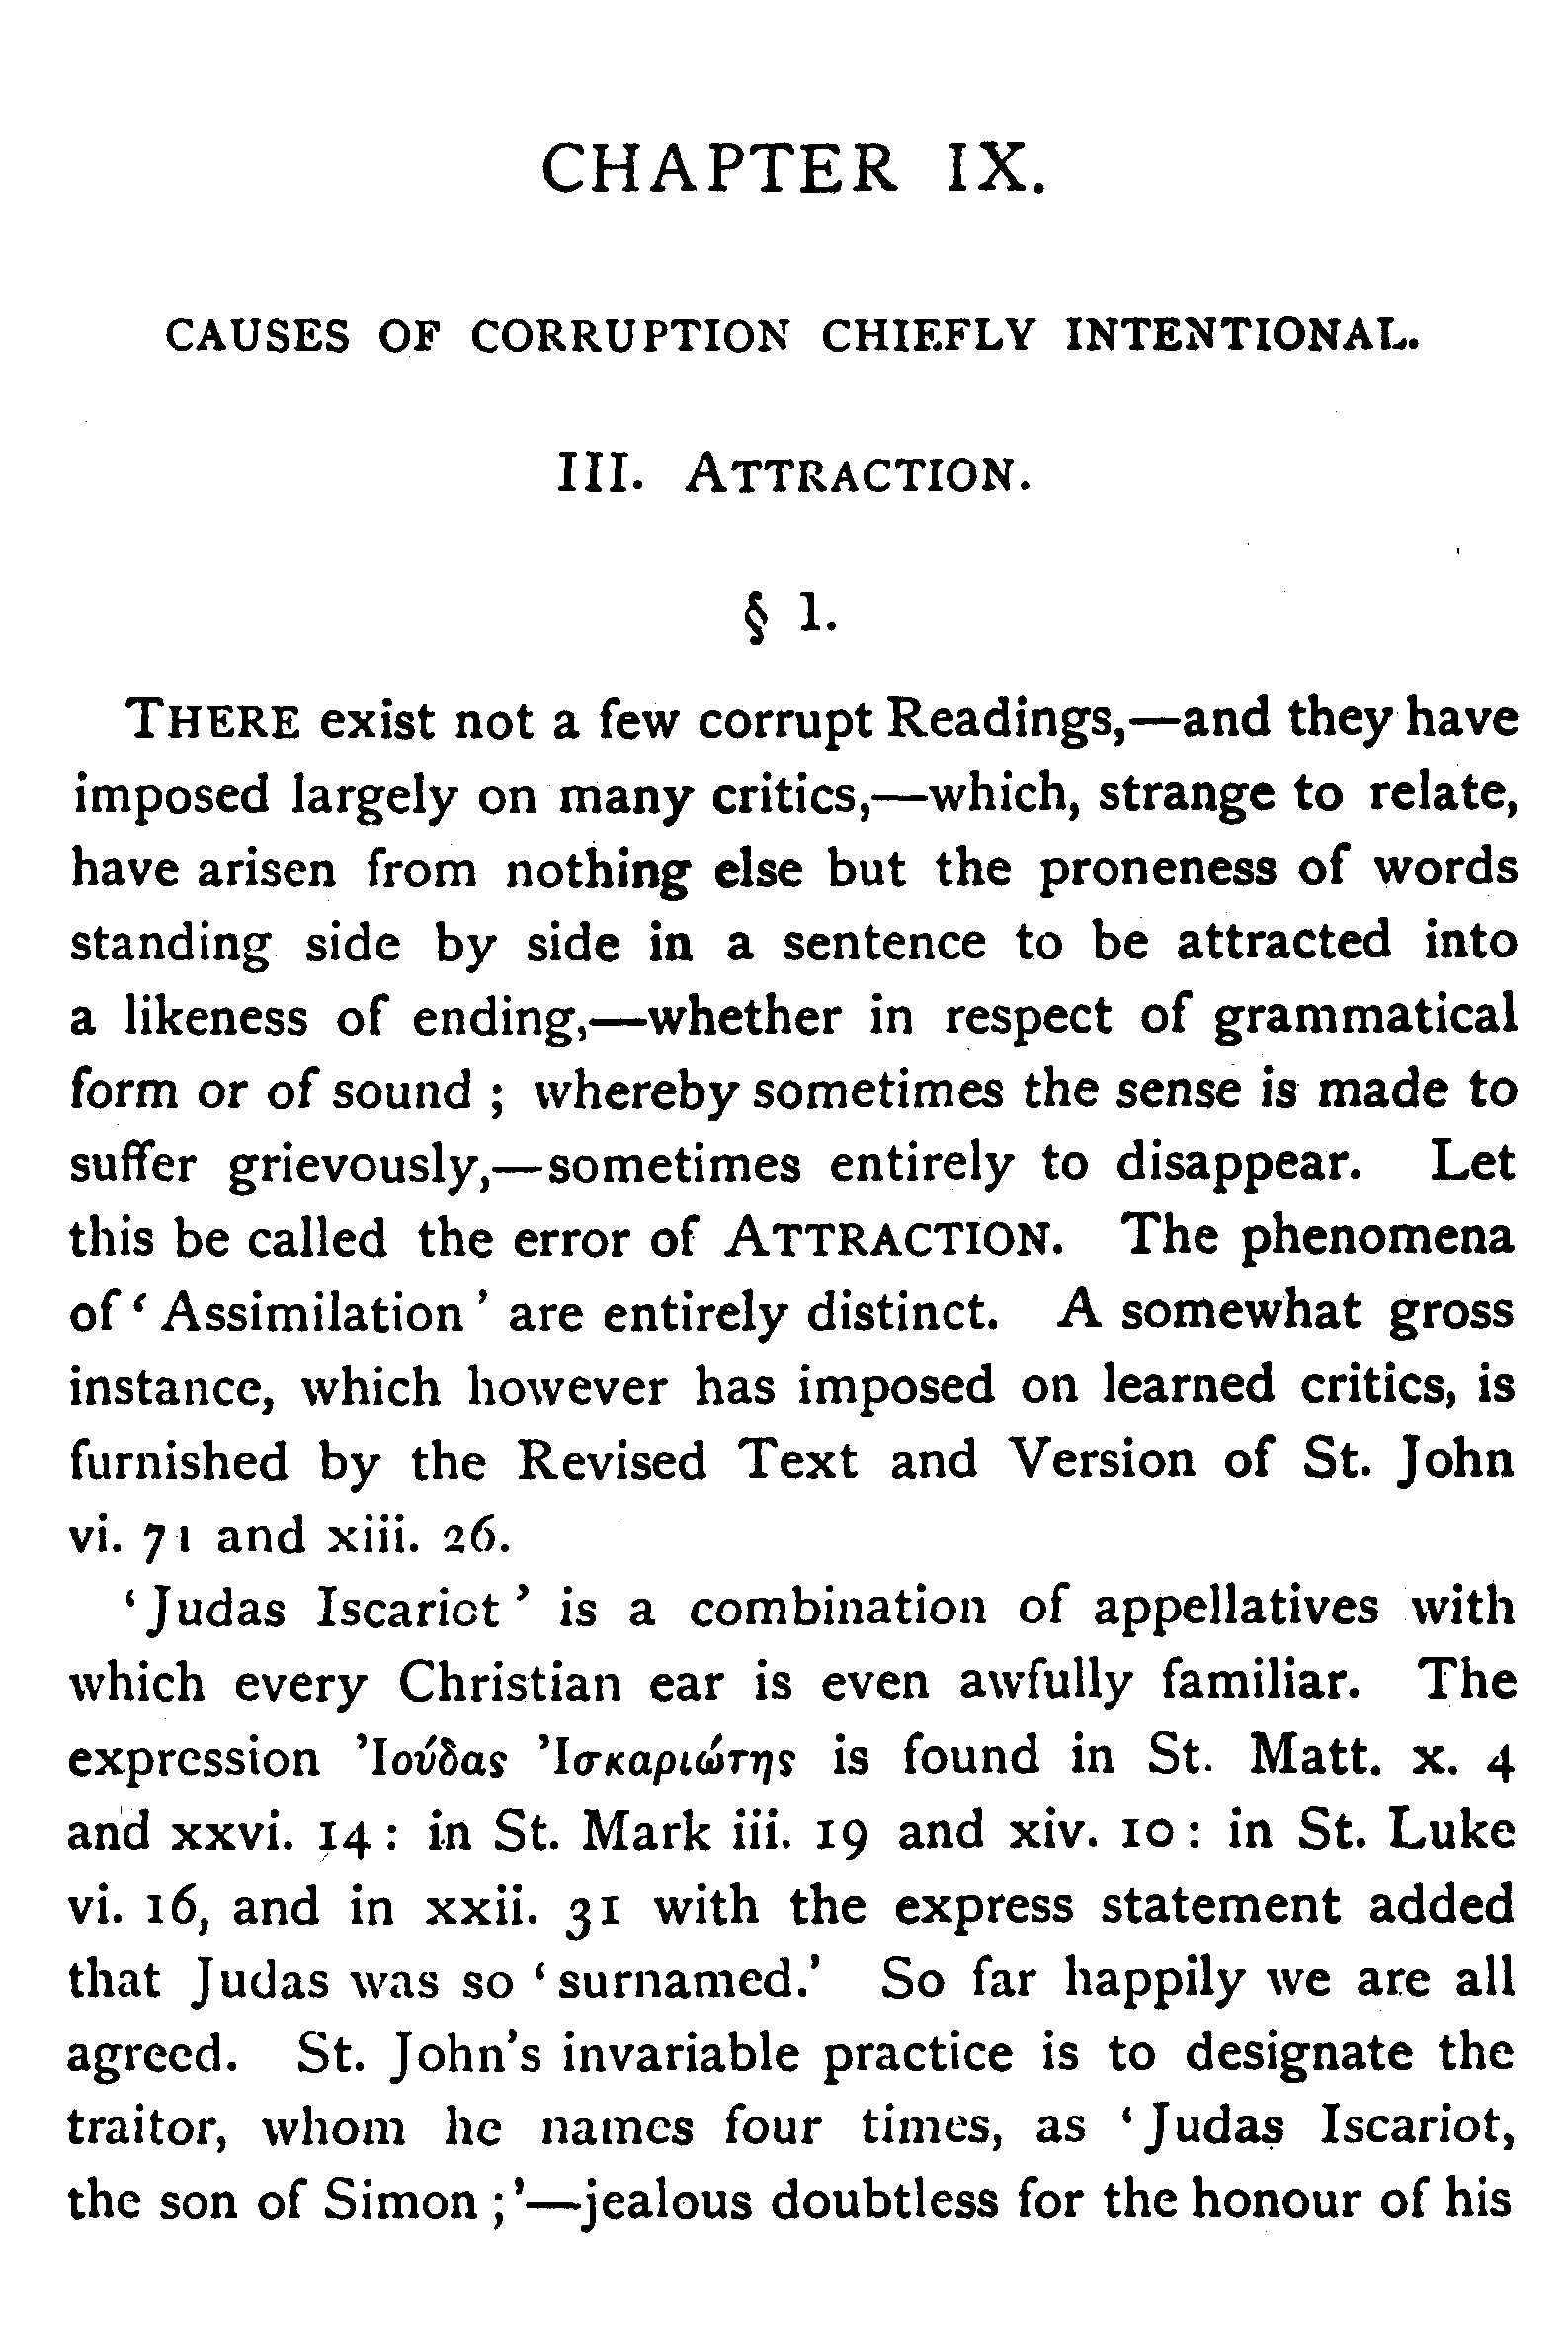 CHAPTER IX.
CAUSES OF CORRUPTION CHIEFLY INTENTIONAL.
III. ATTRACTION.
§ 1.
THERE exist not a few corrupt Readings,—and they have
imposed largely on many critics,—which, strange to relate,
have arisen from nothing else but the proneness of words
standing side by side in a sentence to be attracted into
a likeness of ending,—whether in respect of grammatical
form or of sound ; whereby sometimes the sense is made to
suffer grievously,—sometimes entirely to disappear. Let
this be called the error of ATTRACTION. The phenomena
of ‘ Assimilation ’ are entirely distinct. A somewhat gross
instance, which however has imposed on learned critics, is
furnished by the Revised Text and Version of St. John
vi. 71 and xiii. 26.
‘Judas Iscariot’ is a combination of appellatives with
which every Christian ear is even awfully familiar. The
expression Ἰούδας Ἰσκαριώτης is found in St. Matt. x. 4
and xxvi. 14 : in St. Mark iii. 19 and xiv. 10 : in St. Luke
vi. 16, and in xxii. 31 with the express statement added
that Judas was so ‘surnamed.’ So far happily we are all
agreed. St. John’s invariable practice is to designate the
traitor, whom he names four times, as ‘Judas Iscariot,
the son of Simon ;’—jealous doubtless for the honour of his